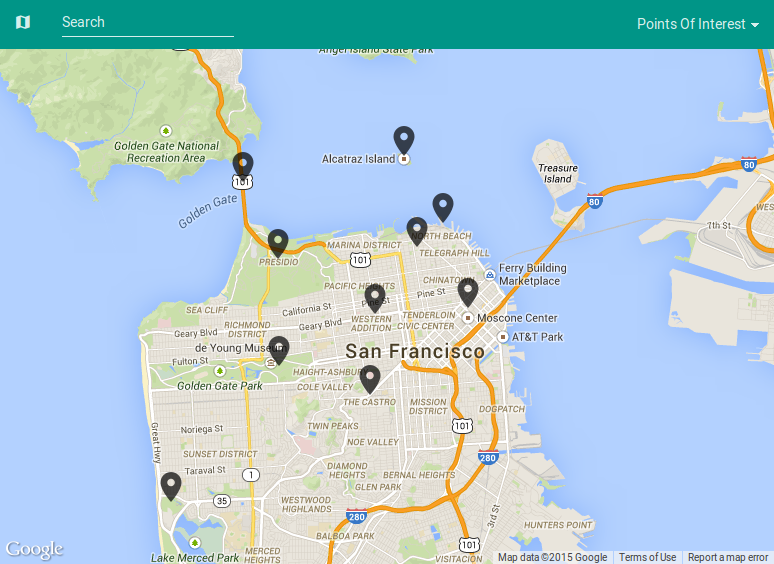 Search
Points Of Interest
Angel Island State Park
Golden Gate National
Recreation Area
Alcatraz Island
Treasure
Island
80
101
80
Golden Gate
7th St
WES
NORTH BEACH
MARINA DISTRICT
TELEGRAPH HILL
PRESIDIO
101
Ferry Building
Marketplace
CHINATOWN
PACIFIC HEIGHTS
Pine St
Pine St
California St
SEA CLIFF
TENDERLOIN
Moscone Center
WESTERN
ADDITION
CIVIC CENTER
RICHMOND
DISTRICT
Geary Blvd
Geary Blvd
AT&T Park
de Young Museum
San Francisco
Fulton St
HAIGHT-ASHBURY
Golden Gate Park
COLE VALLEY
THE CASTRO
MISSION
DISTRICT
DOGPATCH
Great Hwy
Noriega St
TWIN PEAKS
101
NOE VALLEY
SUNSET DISTRICT
280
Taraval St
DIAMOND
HEIGHTS
1
BERNAL HEIGHTS
GLEN PARK
35
WESTWOOD
HIGHLANDS
280
3rd St
HUNTERS POINT
BALBOA PARK
101
Google
Lake Merced Park
MERCED
HEIGHTS
VISITACION
Map data ©2015 Google
Terms of Use
Report a map error